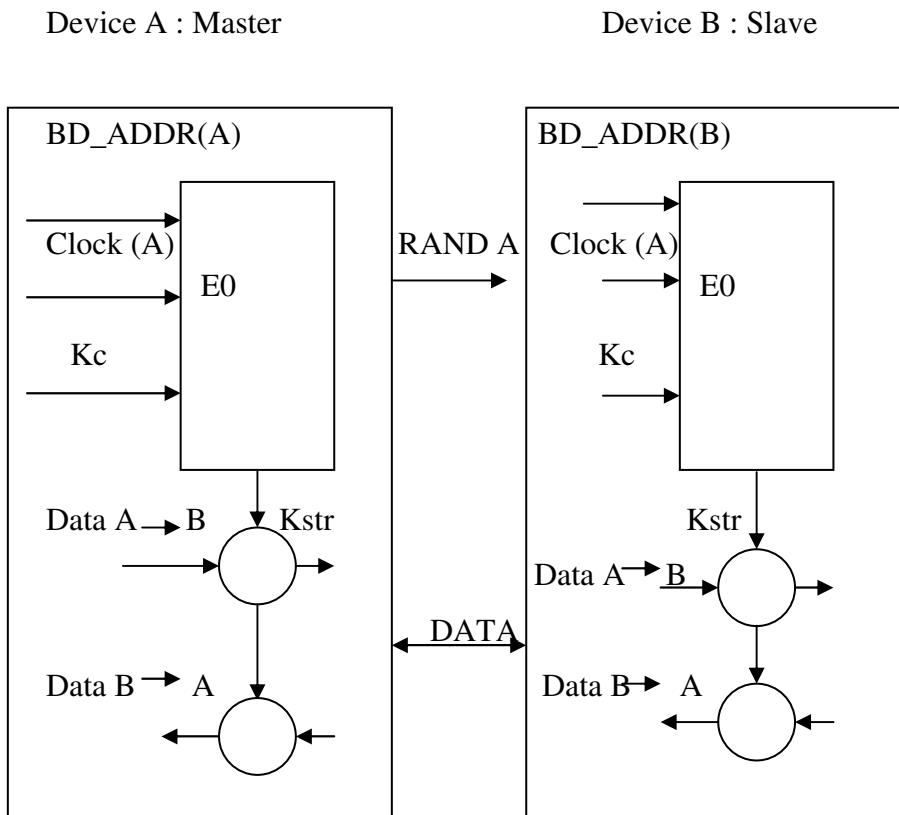 Device A : Master
Device B : Slave
BD_ADDR(A)
Clock (A)
E0
Kc
Data A B Kstr
Data B A
RAND A
DATA
BD_ADDR(B)
Clock (A)
E0
Kc
Kstr
Data A B
Data B A